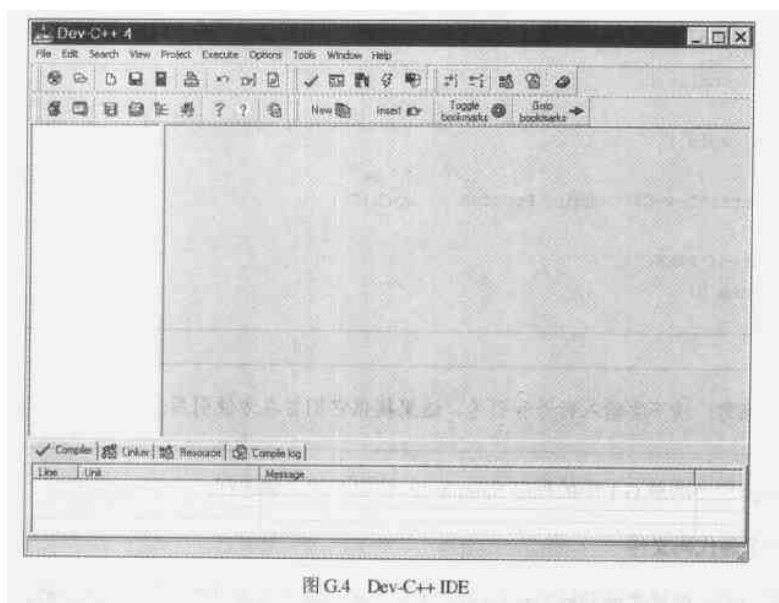 Dev-C++ 4
File Edit Search View Project Execute Options Tools Window Help
New Insert Toggle bookmarks Goto bookmarks
Compiler Linker Resource Compile log
Line Unit Message
图 G.4 Dev-C++ IDE